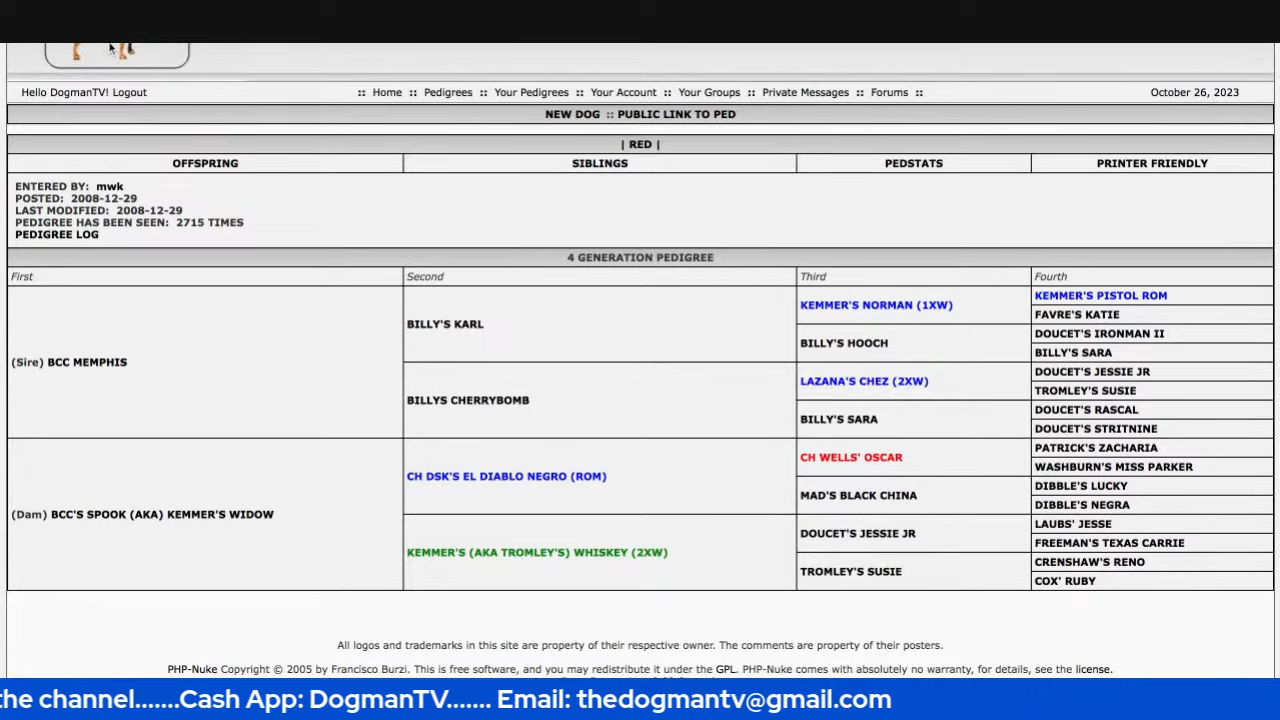 Hello DogmanTV! Logout :: Home :: Pedigrees :: Your Pedigrees :: Your Account :: Your Groups :: Private Messages :: Forums :: October 26, 2023
NEW DOG :: PUBLIC LINK TO PED
| RED |
OFFSPRING SIBLINGS PEDSTATS PRINTER FRIENDLY
ENTERED BY: mwk
POSTED: 2008-12-29
LAST MODIFIED: 2008-12-29
PEDIGREE HAS BEEN SEEN: 2715 TIMES
PEDIGREE LOG
4 GENERATION PEDIGREE
First Second Third Fourth
(Sire) BCC MEMPHIS
BILLY'S KARL
KEMMER'S NORMAN (1XW)
KEMMER'S PISTOL ROM
FAVRE'S KATIE
BILLY'S HOOCH
DOUCET'S IRONMAN II
BILLY'S SARA
BILLYS CHERRYBOMB
LAZANA'S CHEZ (2XW)
DOUCET'S JESSIE JR
TROMLEY'S SUSIE
BILLY'S SARA
DOUCET'S RASCAL
DOUCET'S STRITNINE
(Dam) BCC'S SPOOK (AKA) KEMMER'S WIDOW
CH DSK'S EL DIABLO NEGRO (ROM)
CH WELLS' OSCAR
PATRICK'S ZACHARIA
WASHBURN'S MISS PARKER
MAD'S BLACK CHINA
DIBBLE'S LUCKY
DIBBLE'S NEGRA
KEMMER'S (AKA TROMLEY'S) WHISKEY (2XW)
DOUCET'S JESSIE JR
LAUBS' JESSE
FREEMAN'S TEXAS CARRIE
TROMLEY'S SUSIE
CRENSHAW'S RENO
COX' RUBY
All logos and trademarks in this site are property of their respective owner. The comments are property of their posters.
PHP-Nuke Copyright © 2005 by Francisco Burzi. This is free software, and you may redistribute it under the GPL. PHP-Nuke comes with absolutely no warranty, for details, see the license.
the channel.......Cash App: DogmanTV....... Email: thedogmantv@gmail.com